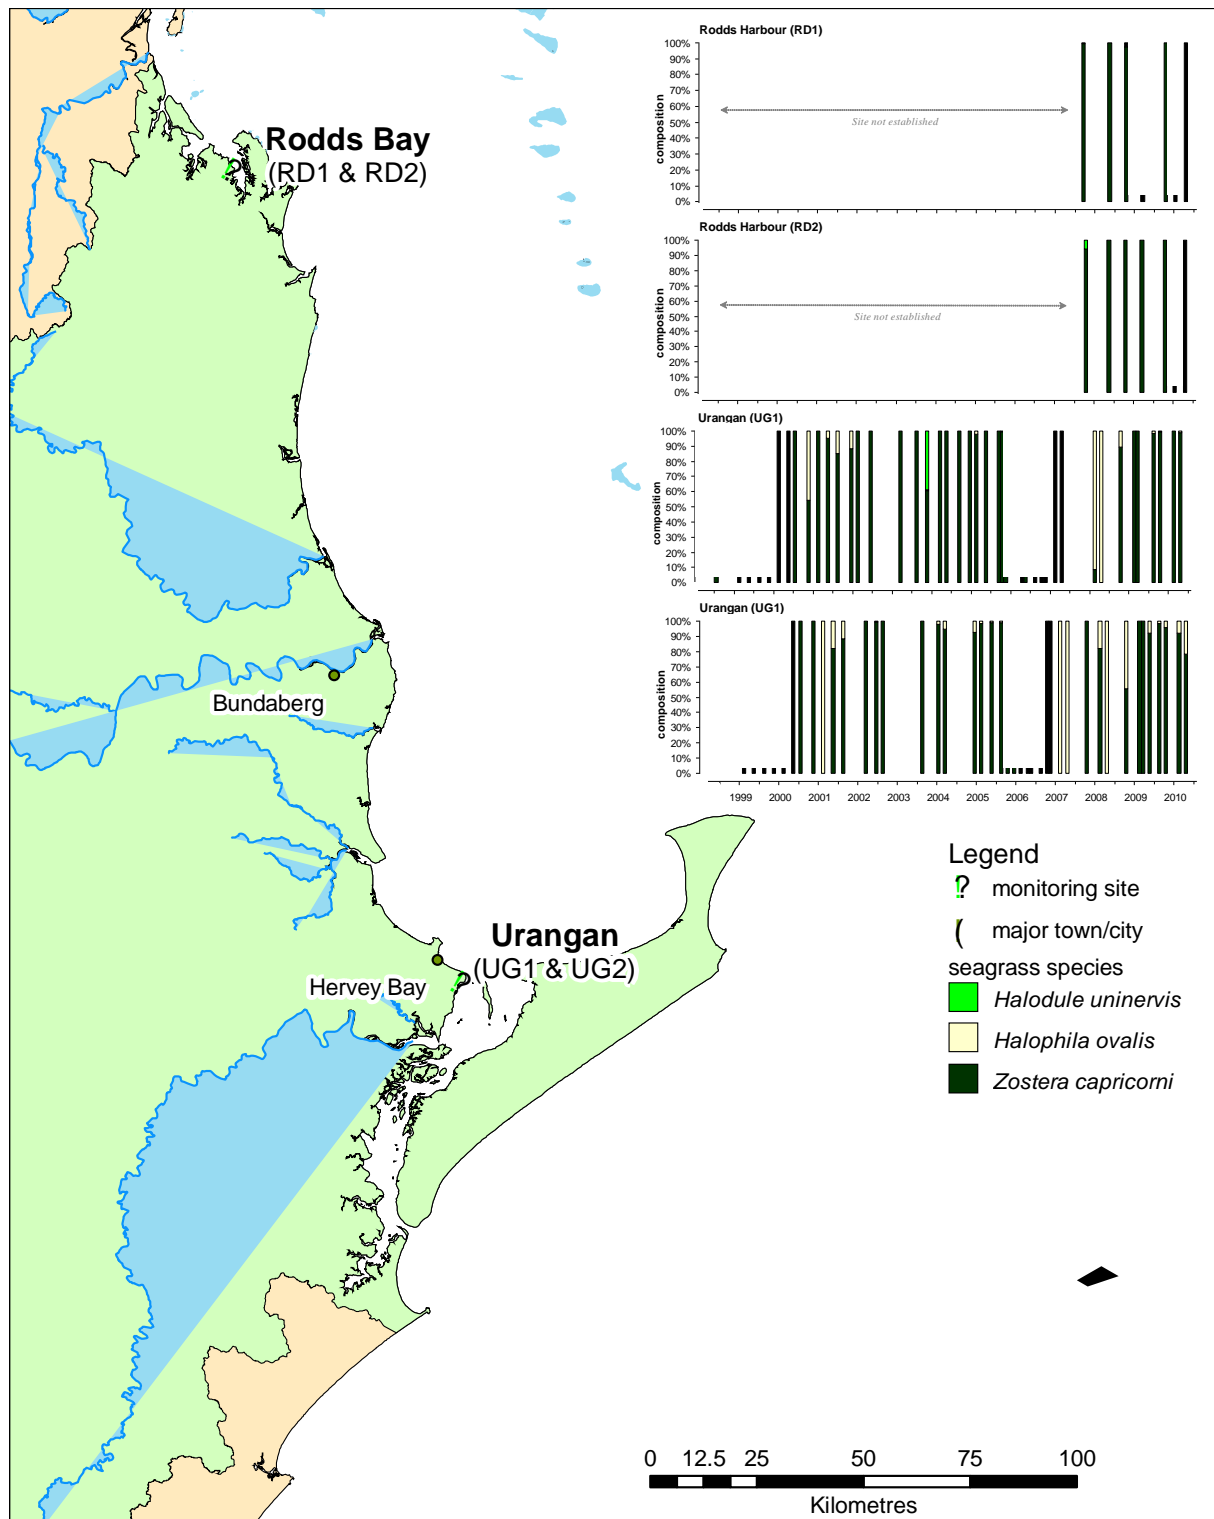 Rodds Bay
(RD1 & RD2)
Bundaberg
Urangan
(UG1 & UG2)
Hervey Bay
Rodds Harbour (RD1)
composition
100%
90%
80%
70%
60%
50%
40%
30%
20%
10%
0%
Site not established
Rodds Harbour (RD2)
composition
100%
90%
80%
70%
60%
50%
40%
30%
20%
10%
0%
Site not established
Urangan (UG1)
composition
100%
90%
80%
70%
60%
50%
40%
30%
20%
10%
0%
Urangan (UG1)
composition
100%
90%
80%
70%
60%
50%
40%
30%
20%
10%
0%
1999 2000 2001 2002 2003 2004 2005 2006 2007 2008 2009 2010
Legend
monitoring site
major town/city
seagrass species
Halodule uninervis
Halophila ovalis
Zostera capricorni
0 12.5 25 50 75 100
Kilometres